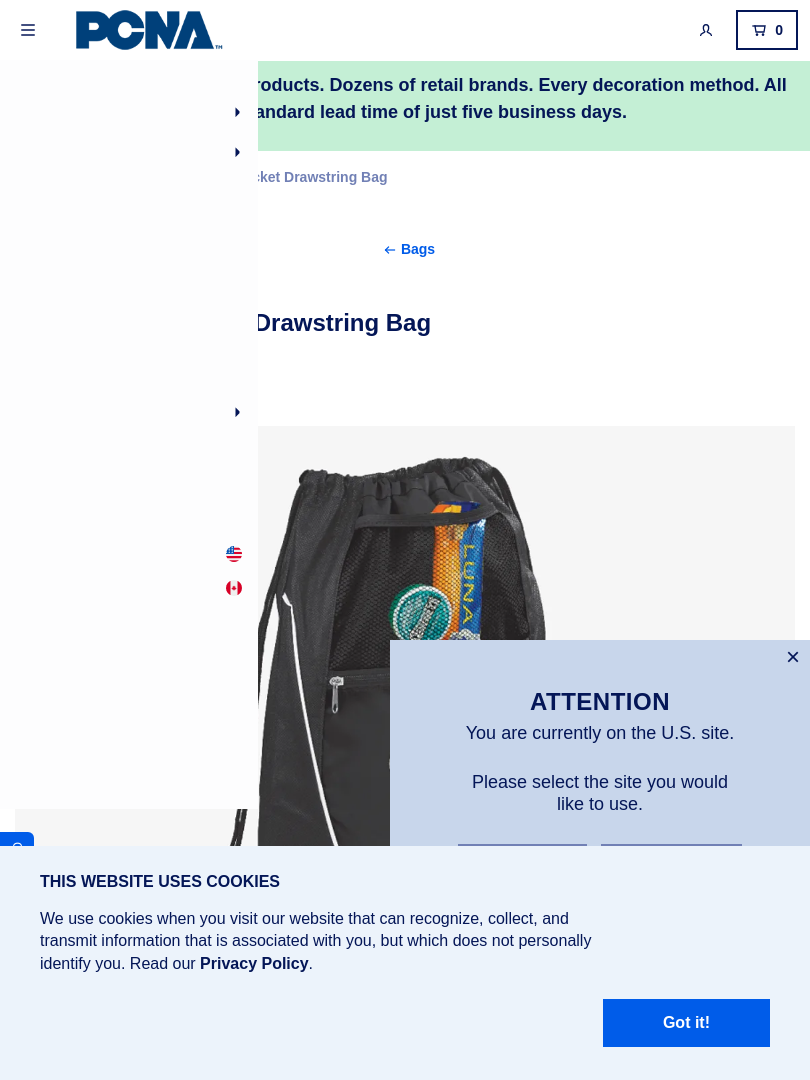 PCNA™
0
roducts. Dozens of retail brands. Every decoration method. All
andard lead time of just five business days.
cket Drawstring Bag
← Bags
Drawstring Bag
LUNA
ATTENTION
You are currently on the U.S. site.
Please select the site you would
like to use.
THIS WEBSITE USES COOKIES
We use cookies when you visit our website that can recognize, collect, and
transmit information that is associated with you, but which does not personally
identify you. Read our Privacy Policy.
Got it!